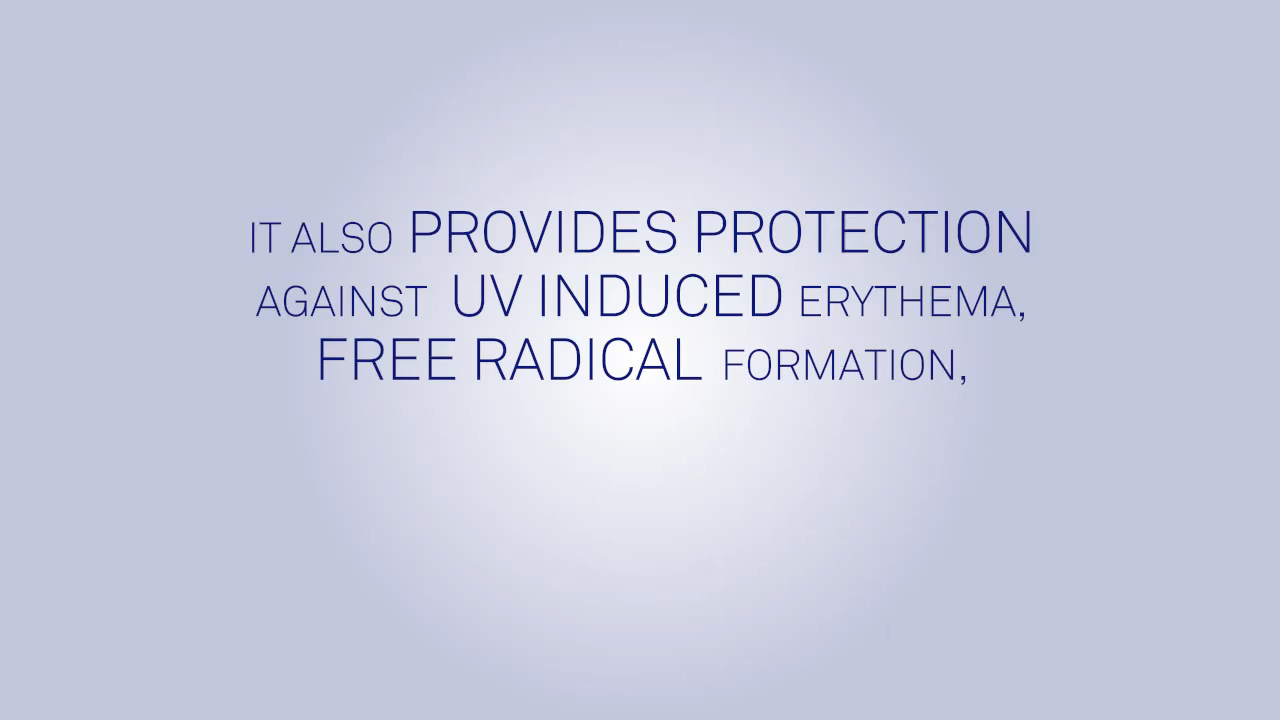 IT ALSO PROVIDES PROTECTION
AGAINST UV INDUCED ERYTHEMA,
FREE RADICAL FORMATION,